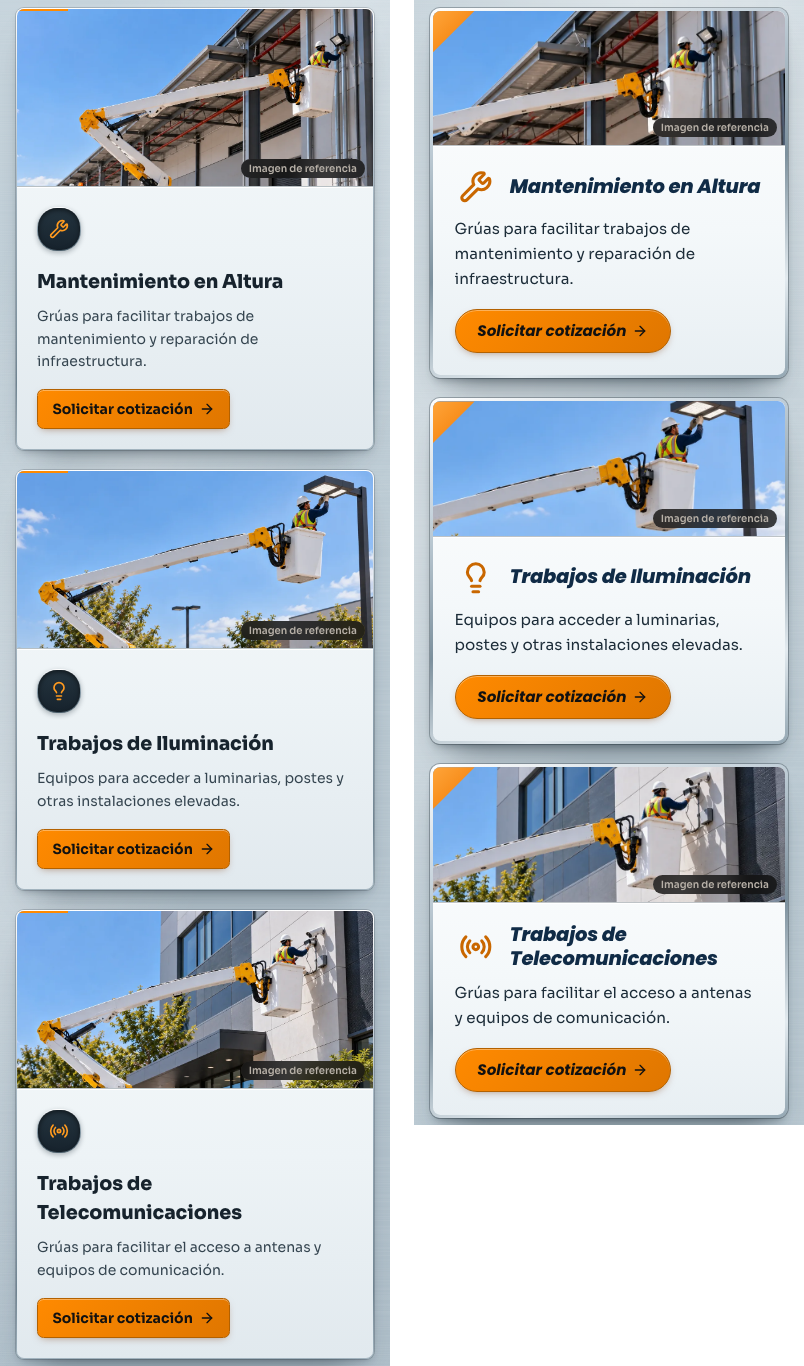 Imagen de referencia
Mantenimiento en Altura
Grúas para facilitar trabajos de
mantenimiento y reparación de
infraestructura.
Solicitar cotización →
Imagen de referencia
Trabajos de Iluminación
Equipos para acceder a luminarias, postes y
otras instalaciones elevadas.
Solicitar cotización →
Imagen de referencia
Trabajos de
Telecomunicaciones
Grúas para facilitar el acceso a antenas y
equipos de comunicación.
Solicitar cotización →
Imagen de referencia
Mantenimiento en Altura
Grúas para facilitar trabajos de
mantenimiento y reparación de
infraestructura.
Solicitar cotización →
Imagen de referencia
Trabajos de Iluminación
Equipos para acceder a luminarias,
postes y otras instalaciones elevadas.
Solicitar cotización →
Imagen de referencia
Trabajos de
Telecomunicaciones
Grúas para facilitar el acceso a antenas
y equipos de comunicación.
Solicitar cotización →